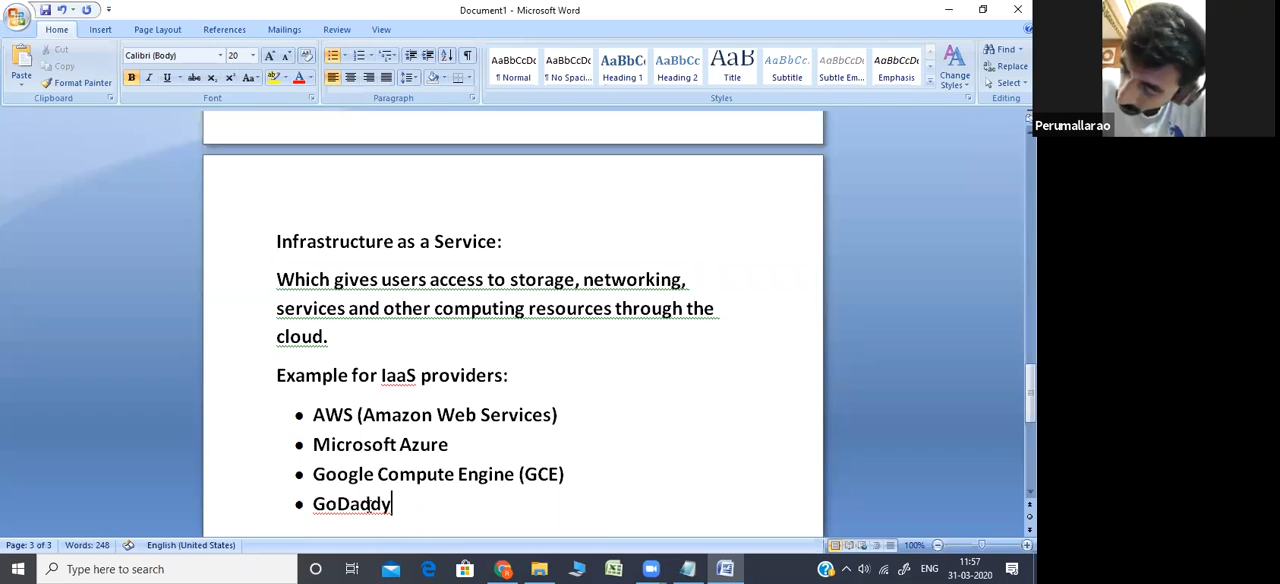 Document1 - Microsoft Word
Home Insert Page Layout References Mailings Review View
Cut
Copy
Paste
Format Painter
Clipboard
Calibri (Body) 20
Font
Paragraph
AaBbCcDc AaBbCcDc AaBbC AaBbCc AaB AaBbCc. AaBbCcDc AaBbCcDc
¶ Normal ¶ No Spaci... Heading 1 Heading 2 Title Subtitle Subtle Em... Emphasis
Change
Styles
Styles
Find
Replace
Select
Editing
Perumallarao
Infrastructure as a Service:
Which gives users access to storage, networking,
services and other computing resources through the
cloud.
Example for IaaS providers:
• AWS (Amazon Web Services)
• Microsoft Azure
• Google Compute Engine (GCE)
• GoDaddy
Page: 3 of 3 Words: 248 English (United States) 100%
Type here to search
ENG
11:57
31-03-2020